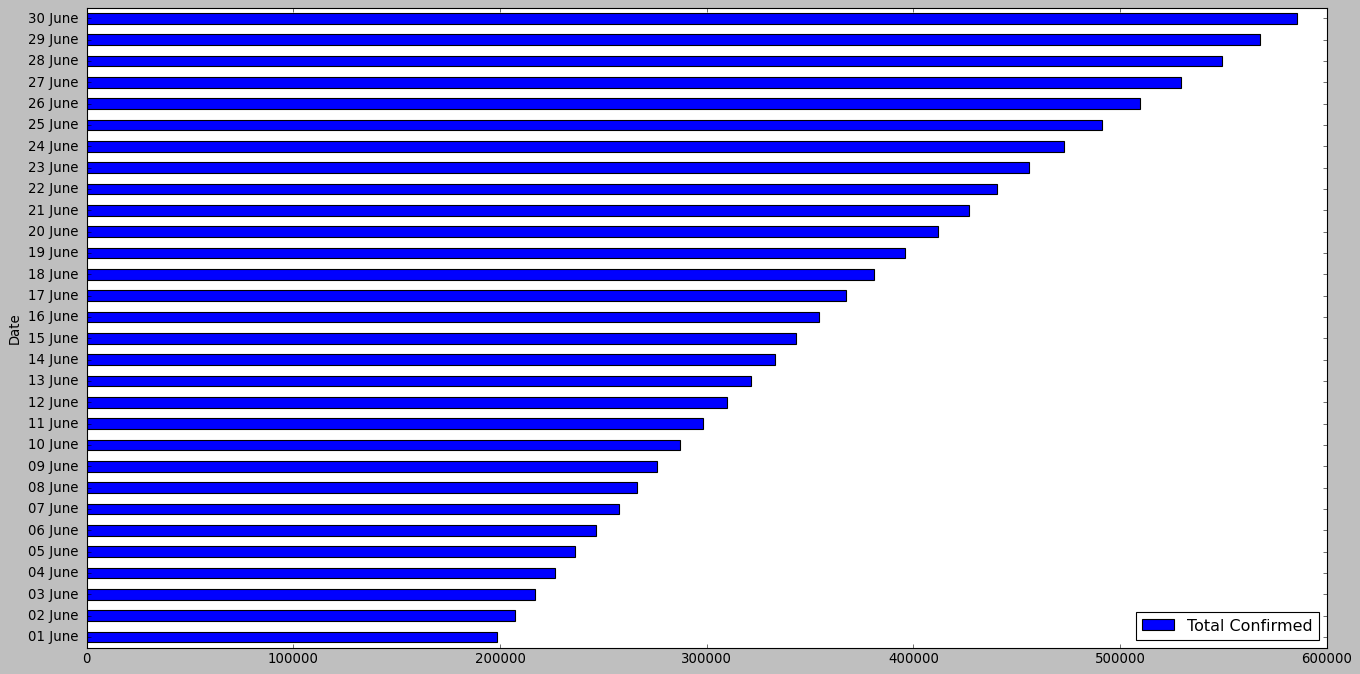 30 June
29 June
28 June
27 June
26 June
25 June
24 June
23 June
22 June
21 June
20 June
19 June
18 June
17 June
16 June
15 June
14 June
13 June
12 June
11 June
10 June
09 June
08 June
07 June
06 June
05 June
04 June
03 June
02 June
01 June
Date
Total Confirmed
0 100000 200000 300000 400000 500000 600000